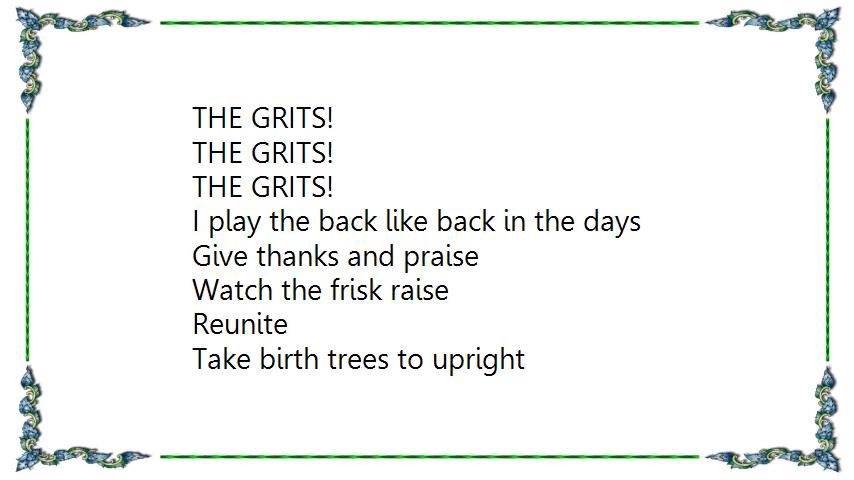 THE GRITS!
THE GRITS!
THE GRITS!
I play the back like back in the days
Give thanks and praise
Watch the frisk raise
Reunite
Take birth trees to upright